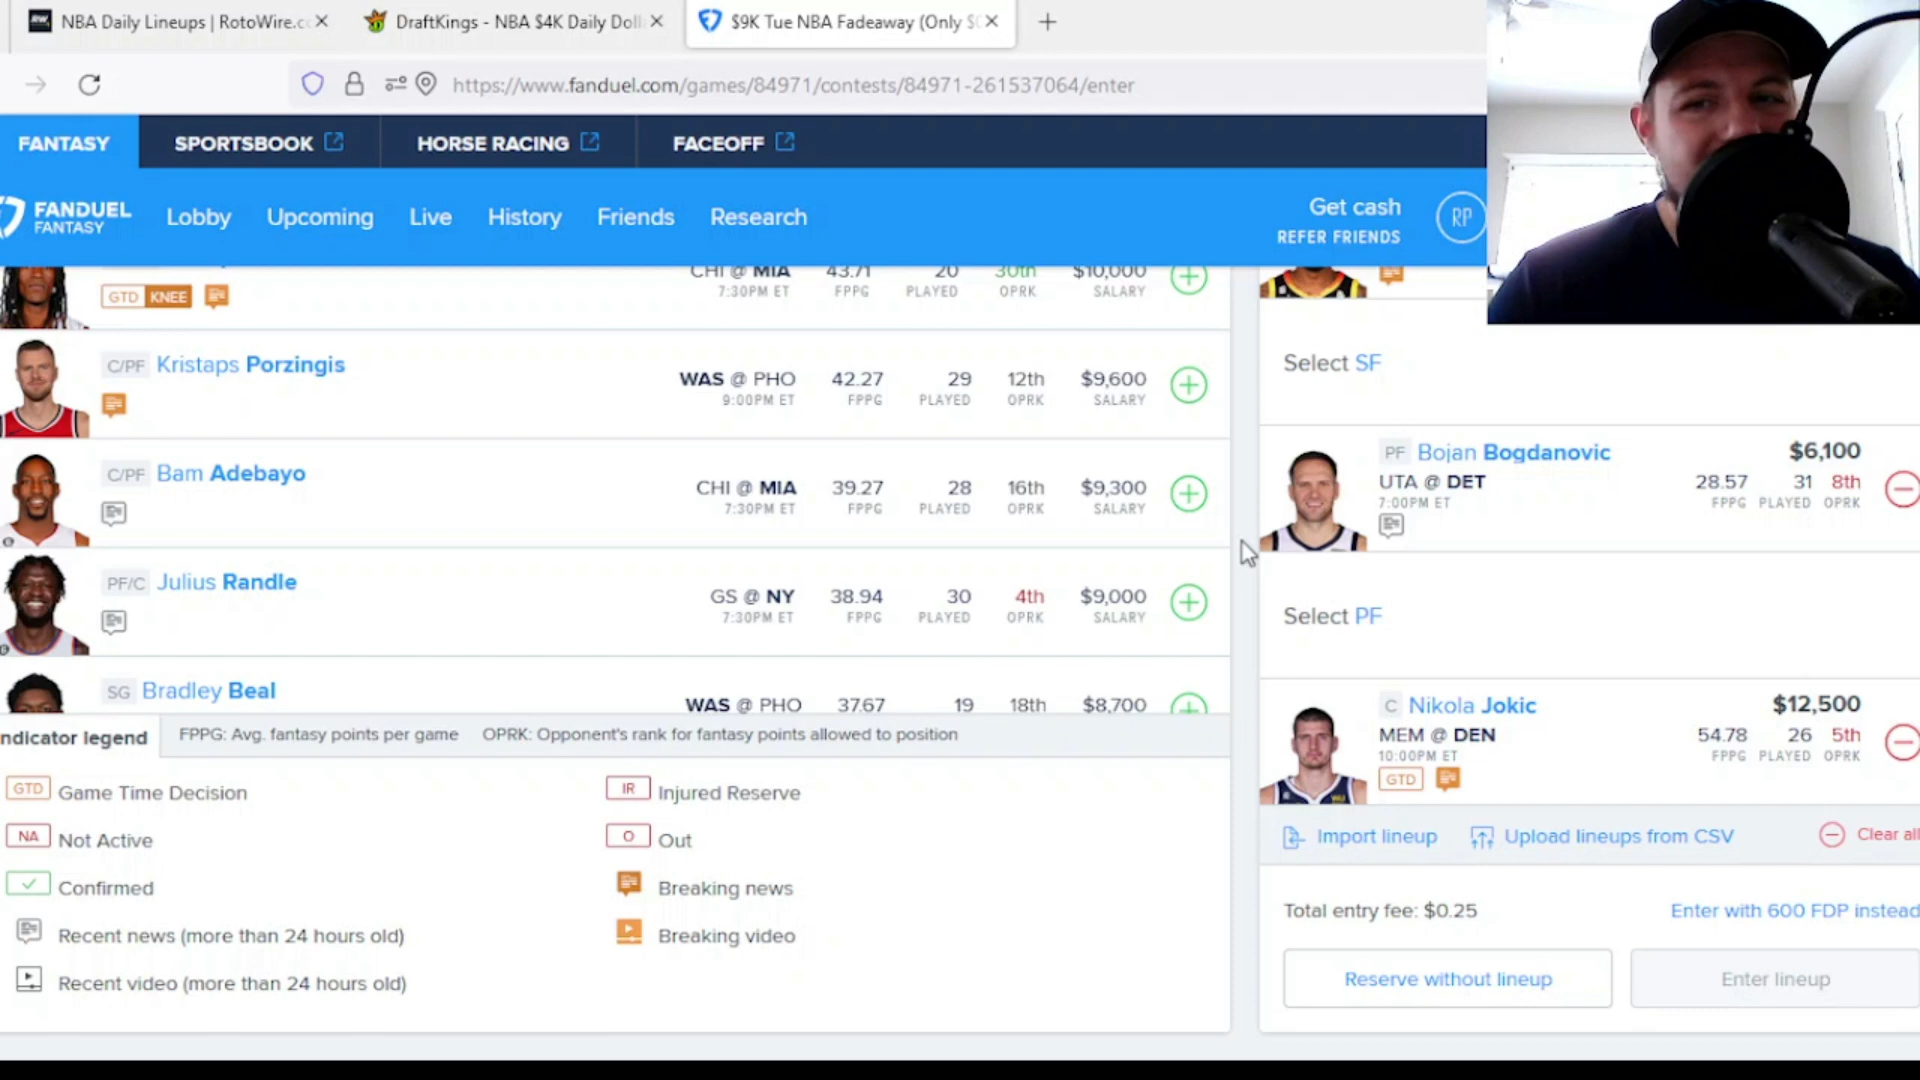 NBA Daily Lineups | RotoWire.c
DraftKings - NBA $4K Daily Doll
$9K Tue NBA Fadeaway (Only $
https://www.fanduel.com/games/84971/contests/84971-261537064/enter
FANTASY
SPORTSBOOK
HORSE RACING
FACEOFF
FANDUEL
FANTASY
Lobby
Upcoming
Live
History
Friends
Research
Get cash
REFER FRIENDS
RP
GTD KNEE
CHI @ MIA 43.71 20 30th $10,000
7:30PM ET FPPG PLAYED OPRK SALARY
C/PF Kristaps Porzingis
WAS @ PHO 42.27 29 12th $9,600
9:00PM ET FPPG PLAYED OPRK SALARY
C/PF Bam Adebayo
CHI @ MIA 39.27 28 16th $9,300
7:30PM ET FPPG PLAYED OPRK SALARY
PF/C Julius Randle
GS @ NY 38.94 30 4th $9,000
7:30PM ET FPPG PLAYED OPRK SALARY
SG Bradley Beal
WAS @ PHO 37.67 19 18th $8,700
ndicator legend
FPPG: Avg. fantasy points per game
OPRK: Opponent's rank for fantasy points allowed to position
GTD Game Time Decision
NA Not Active
Confirmed
Recent news (more than 24 hours old)
Recent video (more than 24 hours old)
IR Injured Reserve
O Out
Breaking news
Breaking video
Select SF
PF Bojan Bogdanovic $6,100
UTA @ DET 28.57 31 8th
7:00PM ET FPPG PLAYED OPRK
Select PF
C Nikola Jokic $12,500
MEM @ DEN 54.78 26 5th
10:00PM ET FPPG PLAYED OPRK
GTD
Import lineup
Upload lineups from CSV
Clear all
Total entry fee: $0.25
Enter with 600 FDP instead
Reserve without lineup
Enter lineup